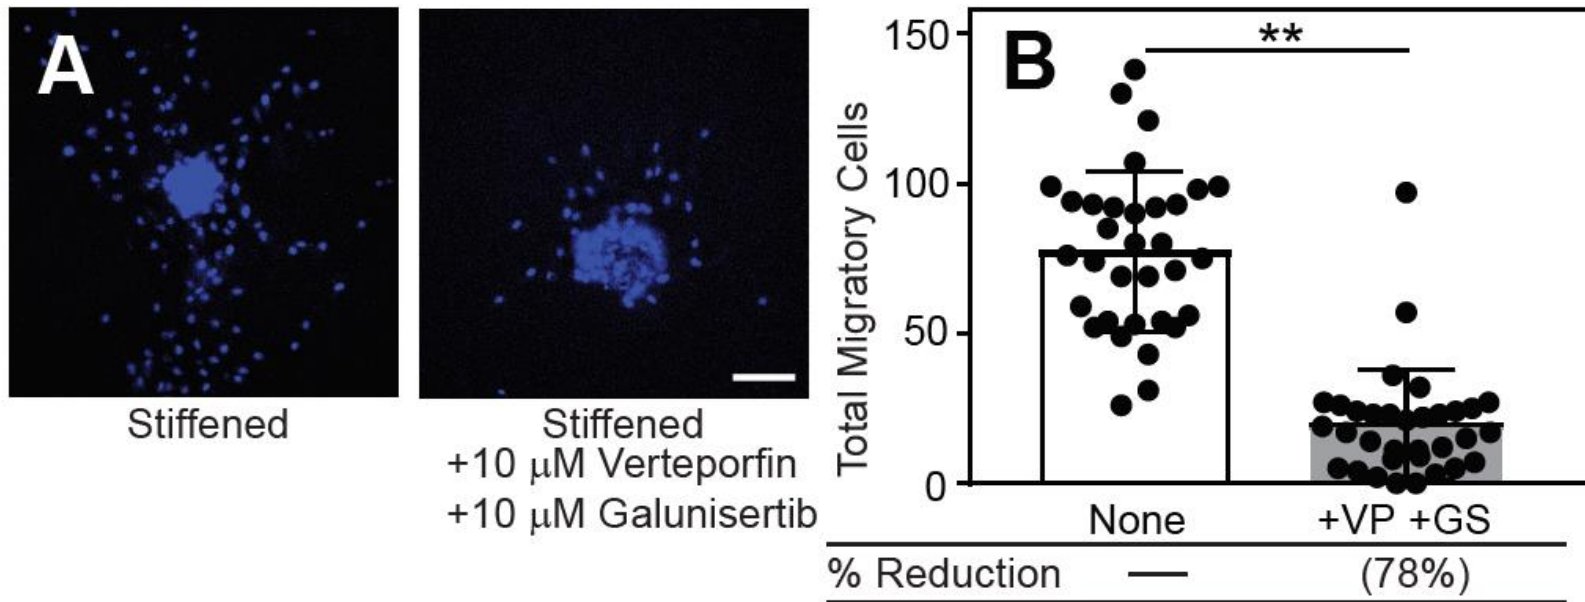 A
Stiffened
Stiffened
+10 μM Verteporfin
+10 μM Galunisertib
B
**
Total Migratory Cells
150
100
50
0
None +VP +GS
% Reduction — (78%)